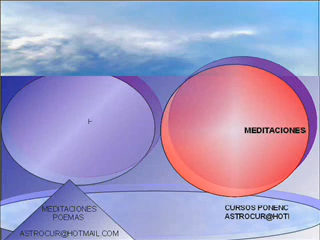 MEDITACIONES
MEDITACIONES
POEMAS
ASTROCUR@HOTMAIL.COM
CURSOS PONENC
ASTROCUR@HOTI